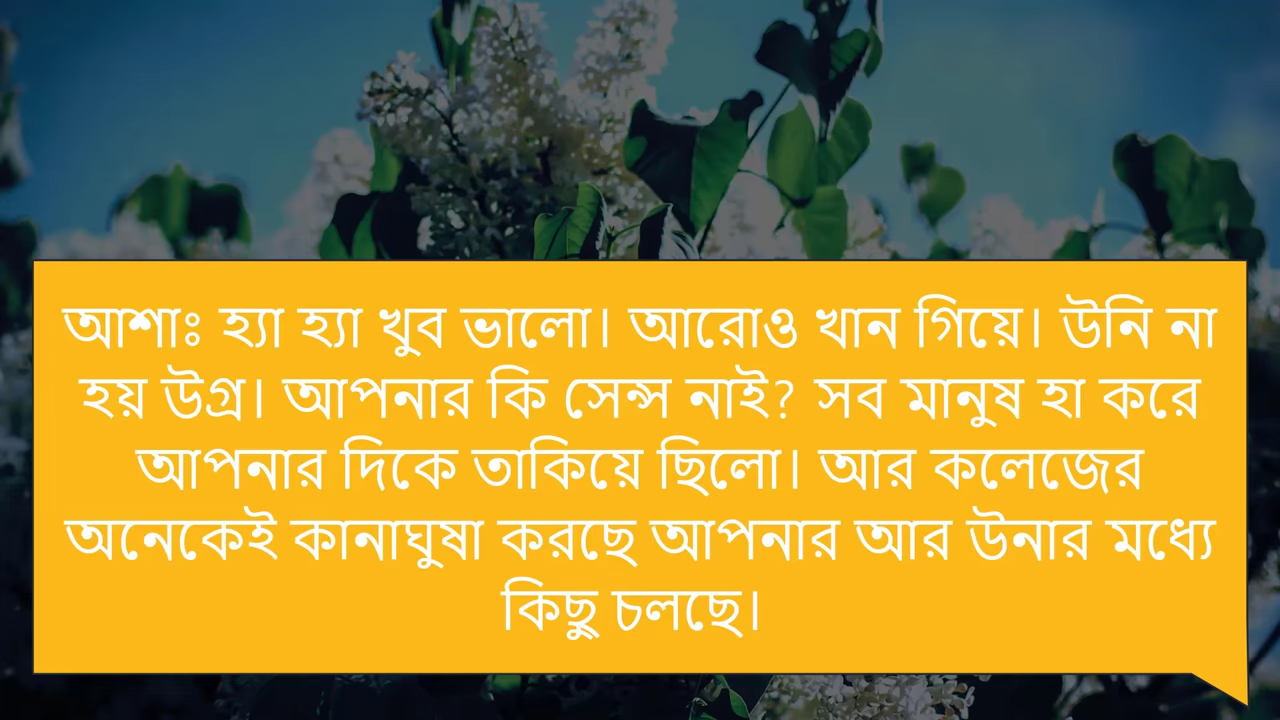 আশাঃ হ্যা হ্যা খুব ভালো। আরোও খান গিয়ে। উনি না
হয় উগ্র। আপনার কি সেন্স নাই? সব মানুষ হা করে
আপনার দিকে তাকিয়ে ছিলো। আর কলেজের
অনেকেই কানাঘুষা করছে আপনার আর উনার মধ্যে
কিছু চলছে।